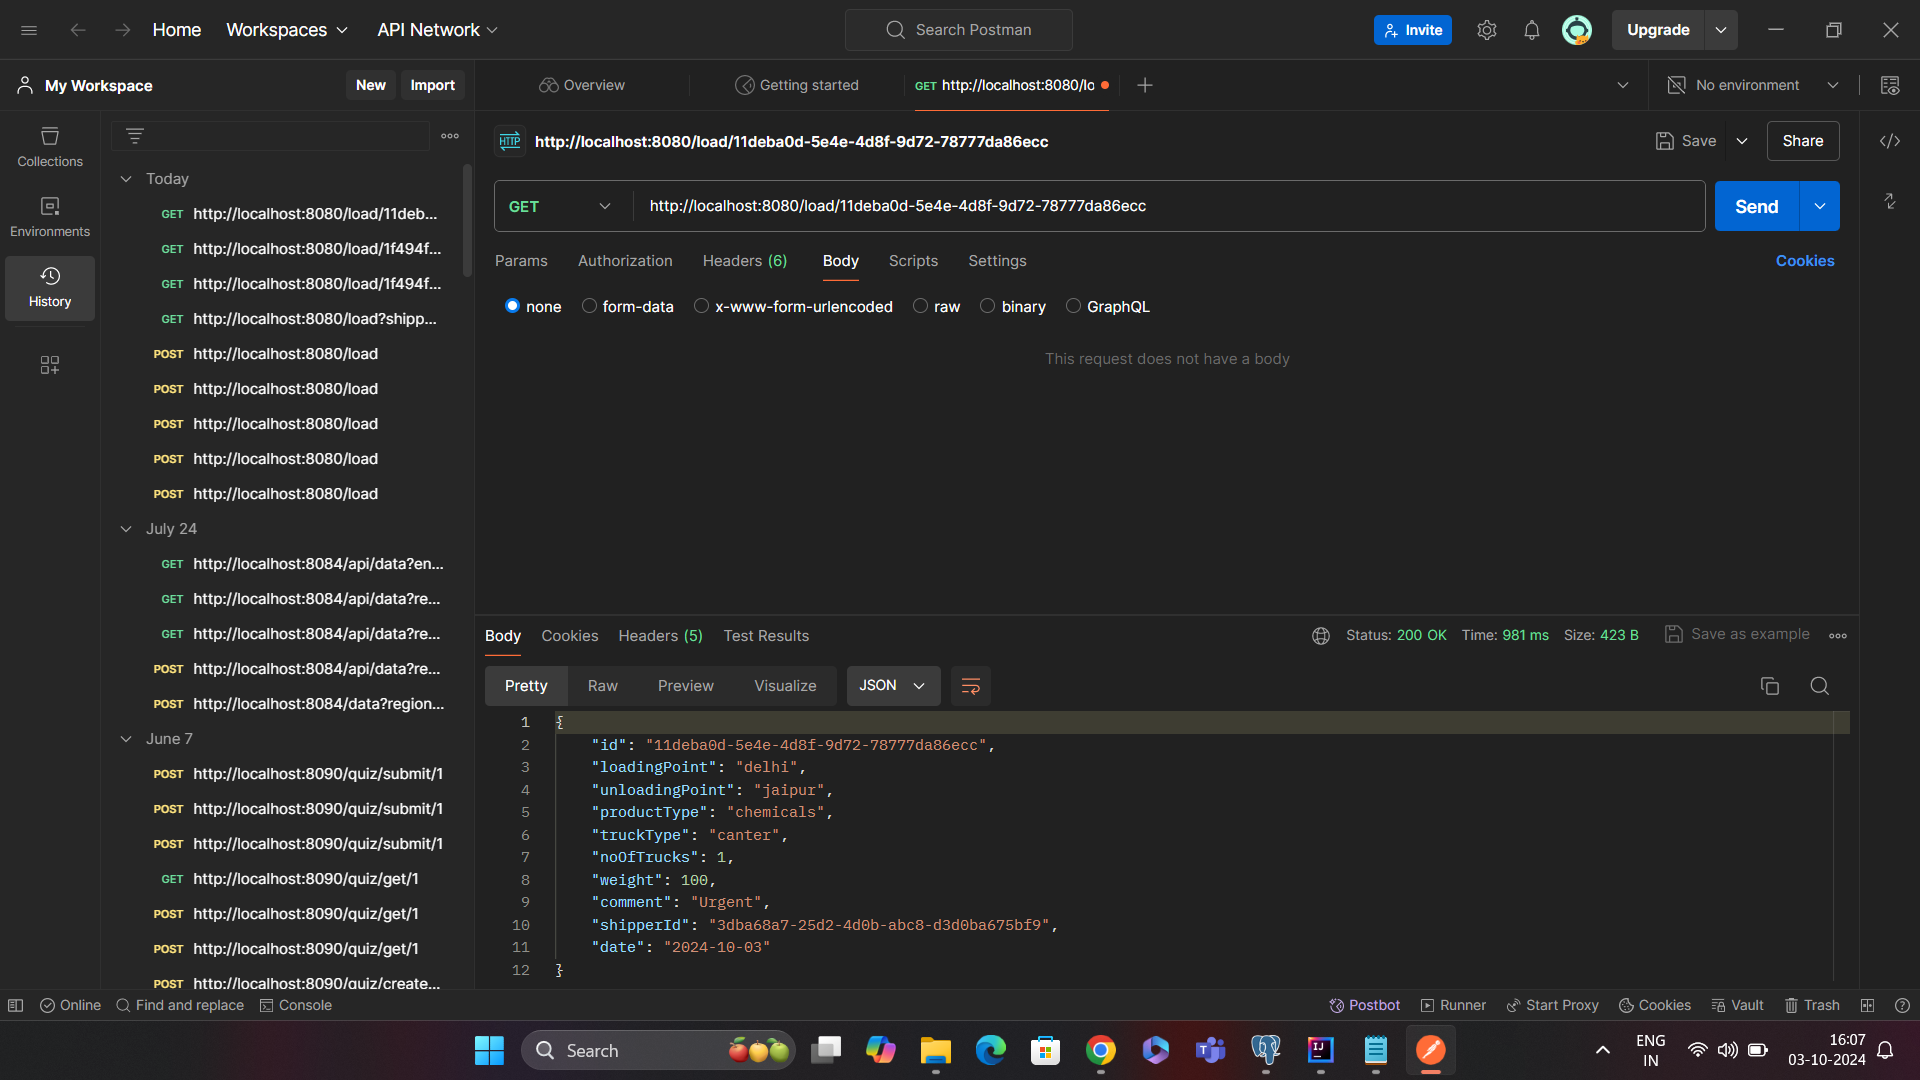 Home
Workspaces
API Network
Search Postman
Invite
Upgrade
My Workspace
New
Import
Overview
Getting started
GET http://localhost:8080/lo
No environment
Collections
Environments
History
Today
GET http://localhost:8080/load/11deb...
GET http://localhost:8080/load/1f494f...
GET http://localhost:8080/load/1f494f...
GET http://localhost:8080/load?shipp...
POST http://localhost:8080/load
POST http://localhost:8080/load
POST http://localhost:8080/load
POST http://localhost:8080/load
POST http://localhost:8080/load
July 24
GET http://localhost:8084/api/data?en...
GET http://localhost:8084/api/data?re...
GET http://localhost:8084/api/data?re...
POST http://localhost:8084/api/data?re...
POST http://localhost:8084/data?region...
June 7
POST http://localhost:8090/quiz/submit/1
POST http://localhost:8090/quiz/submit/1
POST http://localhost:8090/quiz/submit/1
GET http://localhost:8090/quiz/get/1
POST http://localhost:8090/quiz/get/1
POST http://localhost:8090/quiz/get/1
POST http://localhost:8090/quiz/create...
HTTP http://localhost:8080/load/11deba0d-5e4e-4d8f-9d72-78777da86ecc
Save
Share
GET http://localhost:8080/load/11deba0d-5e4e-4d8f-9d72-78777da86ecc
Send
Params Authorization Headers (6) Body Scripts Settings
Cookies
none form-data x-www-form-urlencoded raw binary GraphQL
This request does not have a body
Body Cookies Headers (5) Test Results
Status: 200 OK Time: 981 ms Size: 423 B
Save as example
Pretty Raw Preview Visualize JSON
1 {
2 "id": "11deba0d-5e4e-4d8f-9d72-78777da86ecc",
3 "loadingPoint": "delhi",
4 "unloadingPoint": "jaipur",
5 "productType": "chemicals",
6 "truckType": "canter",
7 "noOfTrucks": 1,
8 "weight": 100,
9 "comment": "Urgent",
10 "shipperId": "3dba68a7-25d2-4d0b-abc8-d3d0ba675bf9",
11 "date": "2024-10-03"
12 }
Online
Find and replace
Console
Postbot
Runner
Start Proxy
Cookies
Vault
Trash
Search
ENG
IN
16:07
03-10-2024